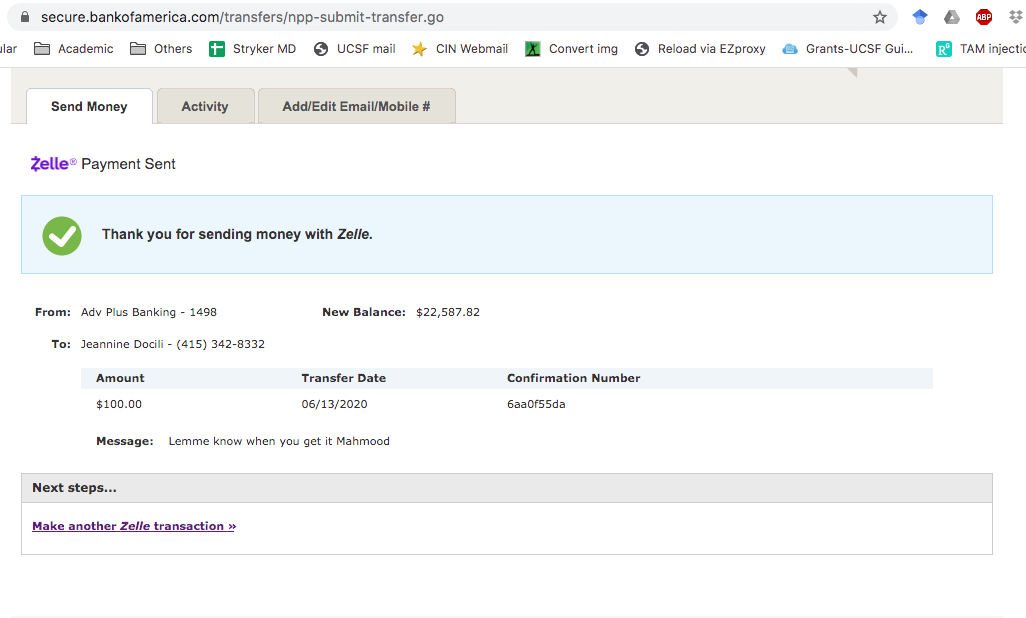 secure.bankofamerica.com/transfers/npp-submit-transfer.go
ABP
ular Academic Others Stryker MD UCSF mail CIN Webmail Convert img Reload via EZproxy Grants-UCSF Gui... TAM injectio
Send Money Activity Add/Edit Email/Mobile #
Zelle® Payment Sent
Thank you for sending money with Zelle.
From: Adv Plus Banking - 1498 New Balance: $22,587.82
To: Jeannine Docili - (415) 342-8332
Amount Transfer Date Confirmation Number
$100.00 06/13/2020 6aa0f55da
Message: Lemme know when you get it Mahmood
Next steps...
Make another Zelle transaction »